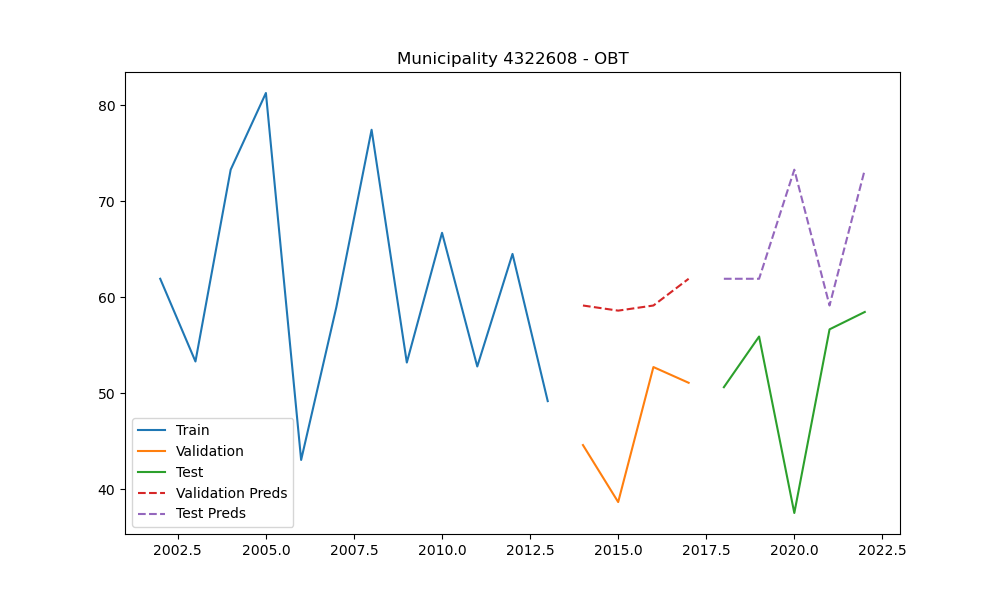 Municipality 4322608 - OBT
80
70
60
50
40
Train
Validation
Test
Validation Preds
Test Preds
2002.5 2005.0 2007.5 2010.0 2012.5 2015.0 2017.5 2020.0 2022.5